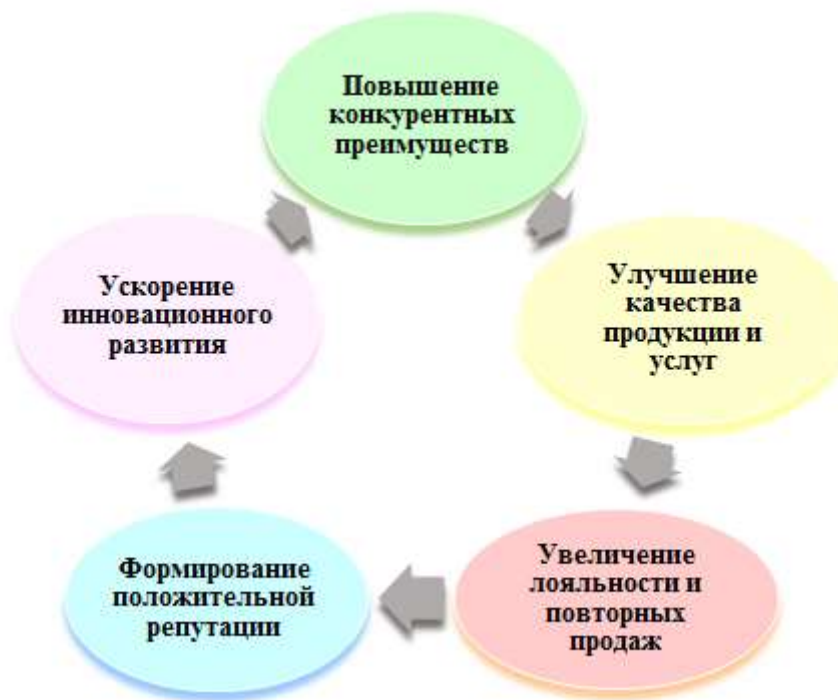 Повышение
конкурентных
преимуществ
Улучшение
качества
продукции и
услуг
Увеличение
лояльности и
повторных
продаж
Формирование
положительной
репутации
Ускорение
инновационного
развития